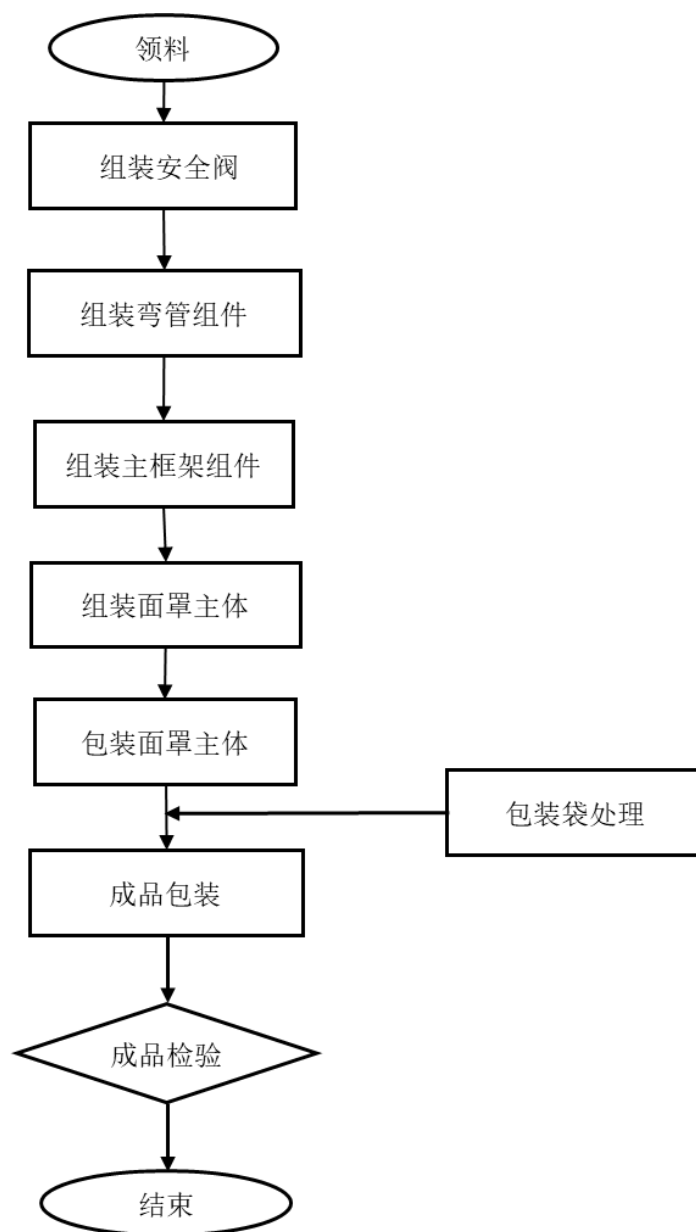 领料
组装安全阀
组装弯管组件
组装主框架组件
组装面罩主体
包装面罩主体
包装袋处理
成品包装
成品检验
结束